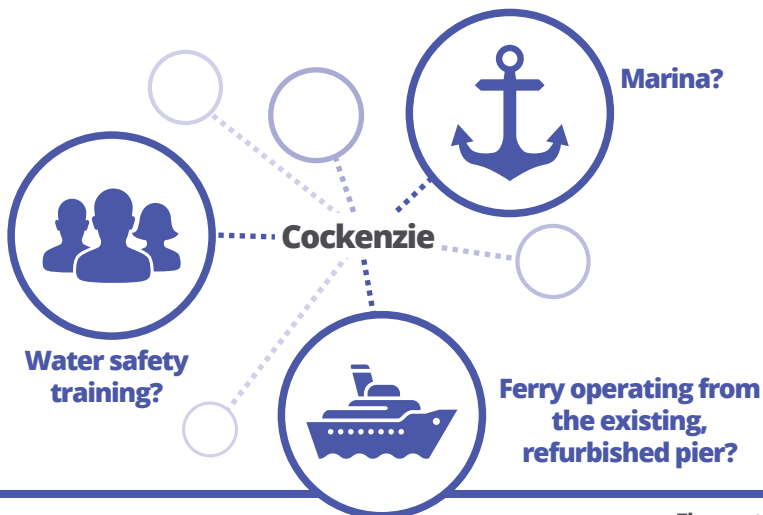 Marina?
Cockenzie
Water safety
training?
Ferry operating from
the existing,
refurbished pier?